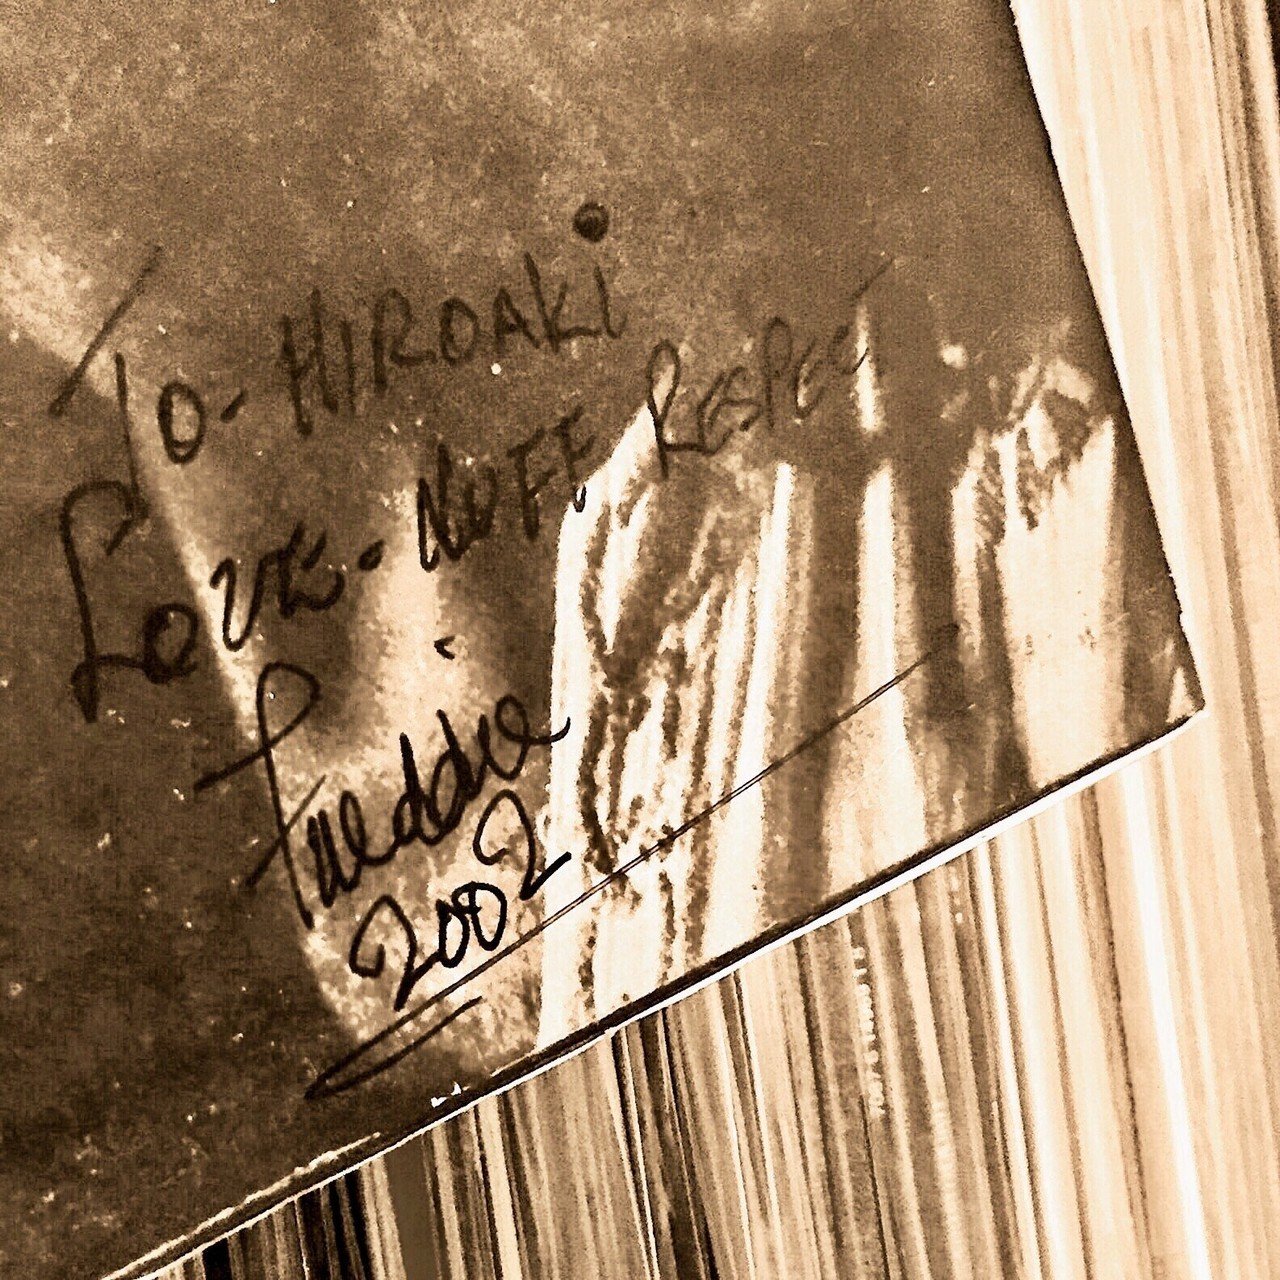 To - HIROAKi
Love - NUFF RESPECT
Freddie
2002